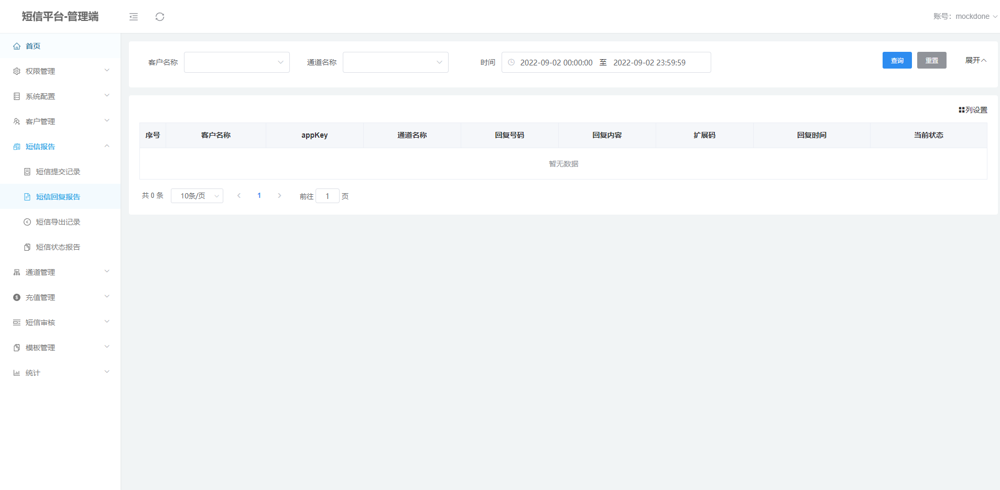 短信平台-管理端
账号：mockdone
首页
权限管理
系统配置
客户管理
短信报告
短信提交记录
短信回复报告
短信导出记录
短信状态报告
通道管理
充值管理
短信审核
模板管理
统计
客户名称 通道名称 时间 2022-09-02 00:00:00 至 2022-09-02 23:59:59 查询 重置 展开
列设置
序号 客户名称 appKey 通道名称 回复号码 回复内容 扩展码 回复时间 当前状态
暂无数据
共 0 条 10条/页 1 前往 1 页